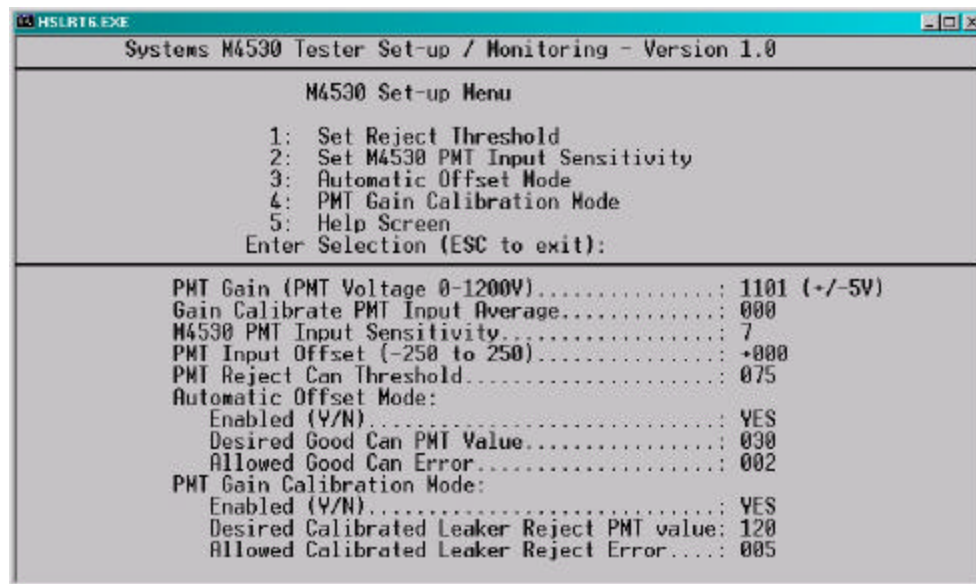 HSLRT6.EXE
Systems M4530 Tester Set-up / Monitoring - Version 1.0
M4530 Set-up Menu
1: Set Reject Threshold
2: Set M4530 PMT Input Sensitivity
3: Automatic Offset Mode
4: PMT Gain Calibration Mode
5: Help Screen
Enter Selection (ESC to exit):
PMT Gain (PMT Voltage 0-1200V)...............: 1101 (+/-5V)
Gain Calibrate PMT Input Average.............: 000
M4530 PMT Input Sensitivity..................: 7
PMT Input Offset (-250 to 250)...............: +000
PMT Reject Can Threshold.....................: 075
Automatic Offset Mode:
Enabled (Y/N).............................: YES
Desired Good Can PMT Value................: 030
Allowed Good Can Error....................: 002
PMT Gain Calibration Mode:
Enabled (Y/N).............................: YES
Desired Calibrated Leaker Reject PMT value: 120
Allowed Calibrated Leaker Reject Error....: 005